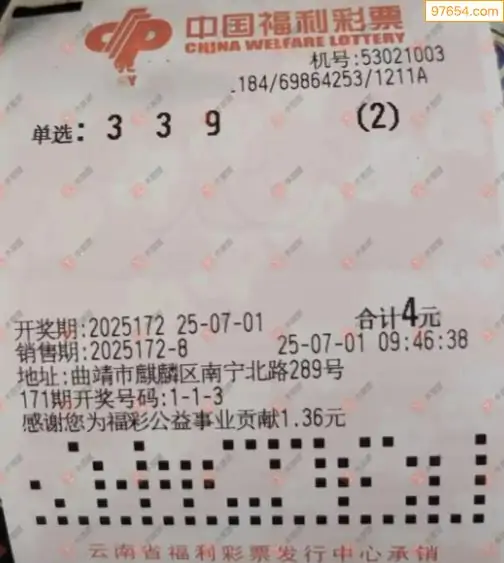 97654.com
中国福利彩票
CHINA WELFARE LOTTERY
机号:53021003
184/69864253/1211A
单选: 3 3 9 (2)
开奖期:2025172 25-07-01 合计4元
销售期:2025172-8 25-07-01 09:46:38
地址:曲靖市麒麟区南宁北路289号
171期开奖号码:1-1-3
感谢您为福彩公益事业贡献1.36元
云南省福利彩票发行中心承销